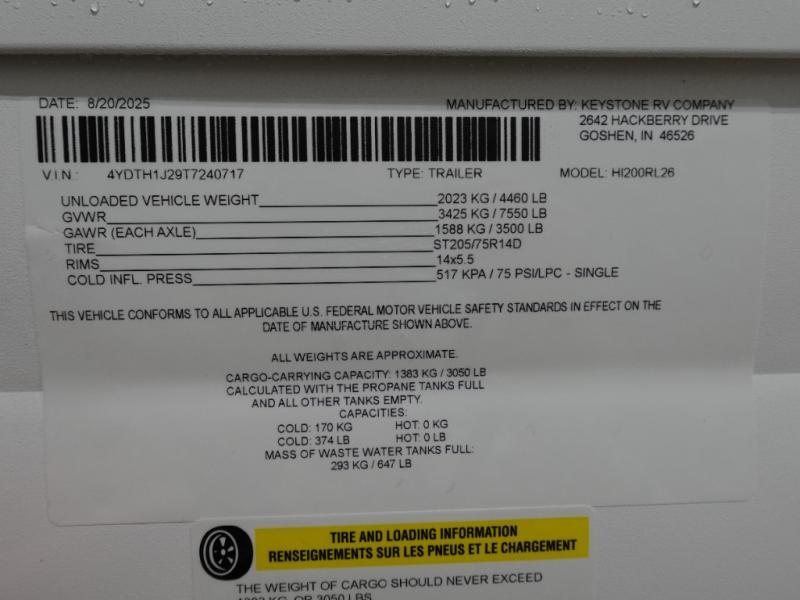 DATE: 8/20/2025
MANUFACTURED BY: KEYSTONE RV COMPANY
2642 HACKBERRY DRIVE
GOSHEN, IN 46526
V.I.N.: 4YDTH1J29T7240717 TYPE: TRAILER MODEL: HI200RL26
UNLOADED VEHICLE WEIGHT 2023 KG / 4460 LB
GVWR 3425 KG / 7550 LB
GAWR (EACH AXLE) 1588 KG / 3500 LB
TIRE ST205/75R14D
RIMS 14x5.5
COLD INFL. PRESS 517 KPA / 75 PSI/LPC - SINGLE
THIS VEHICLE CONFORMS TO ALL APPLICABLE U.S. FEDERAL MOTOR VEHICLE SAFETY STANDARDS IN EFFECT ON THE
DATE OF MANUFACTURE SHOWN ABOVE.
ALL WEIGHTS ARE APPROXIMATE.
CARGO-CARRYING CAPACITY: 1383 KG / 3050 LB
CALCULATED WITH THE PROPANE TANKS FULL
AND ALL OTHER TANKS EMPTY.
CAPACITIES:
COLD: 170 KG HOT: 0 KG
COLD: 374 LB HOT: 0 LB
MASS OF WASTE WATER TANKS FULL:
293 KG / 647 LB
TIRE AND LOADING INFORMATION
RENSEIGNEMENTS SUR LES PNEUS ET LE CHARGEMENT
THE WEIGHT OF CARGO SHOULD NEVER EXCEED
1383 KG. OR 3050 LBS.